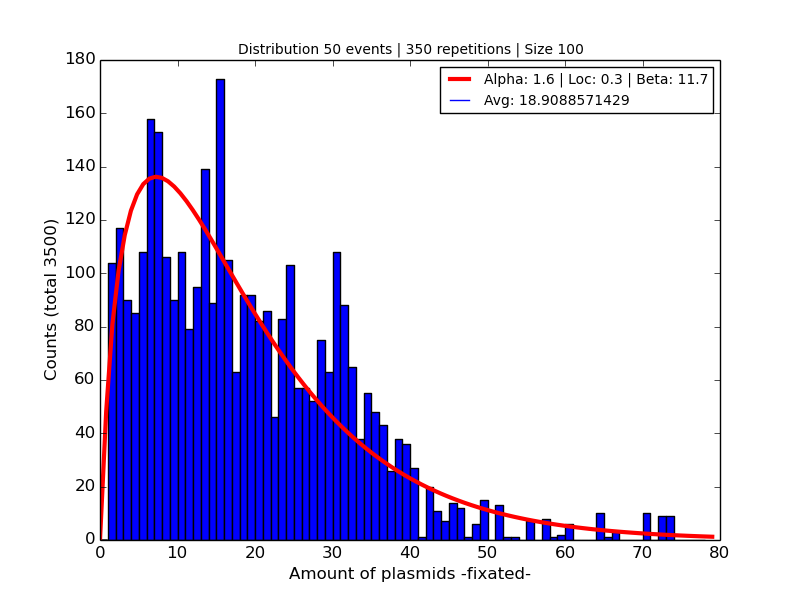 Distribution 50 events | 350 repetitions | Size 100
Alpha: 1.6 | Loc: 0.3 | Beta: 11.7
Avg: 18.9088571429
Counts (total 3500)
180
160
140
120
100
80
60
40
20
0
0 10 20 30 40 50 60 70 80
Amount of plasmids -fixated-